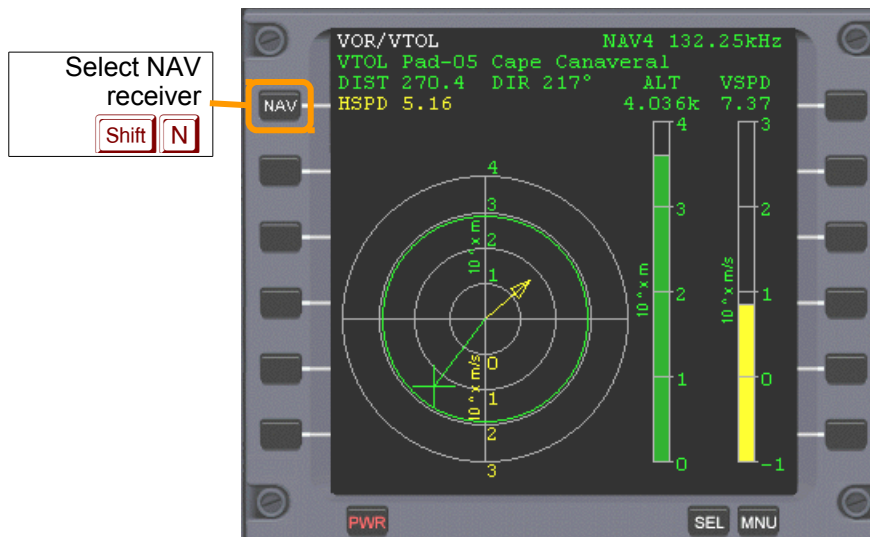 Select NAV
receiver
Shift N
NAV
VOR/VTOL NAV4 132.25kHz
VTOL Pad-05 Cape Canaveral
DIST 270.4 DIR 217° ALT VSPD
HSPD 5.16 4.036k 7.37
4 3
4
3
2
1
10^x m
0
1
2
3
10^x m/s
3
2
1
0
10^x m
2
1
0
-1
10^x m/s
PWR SEL MNU